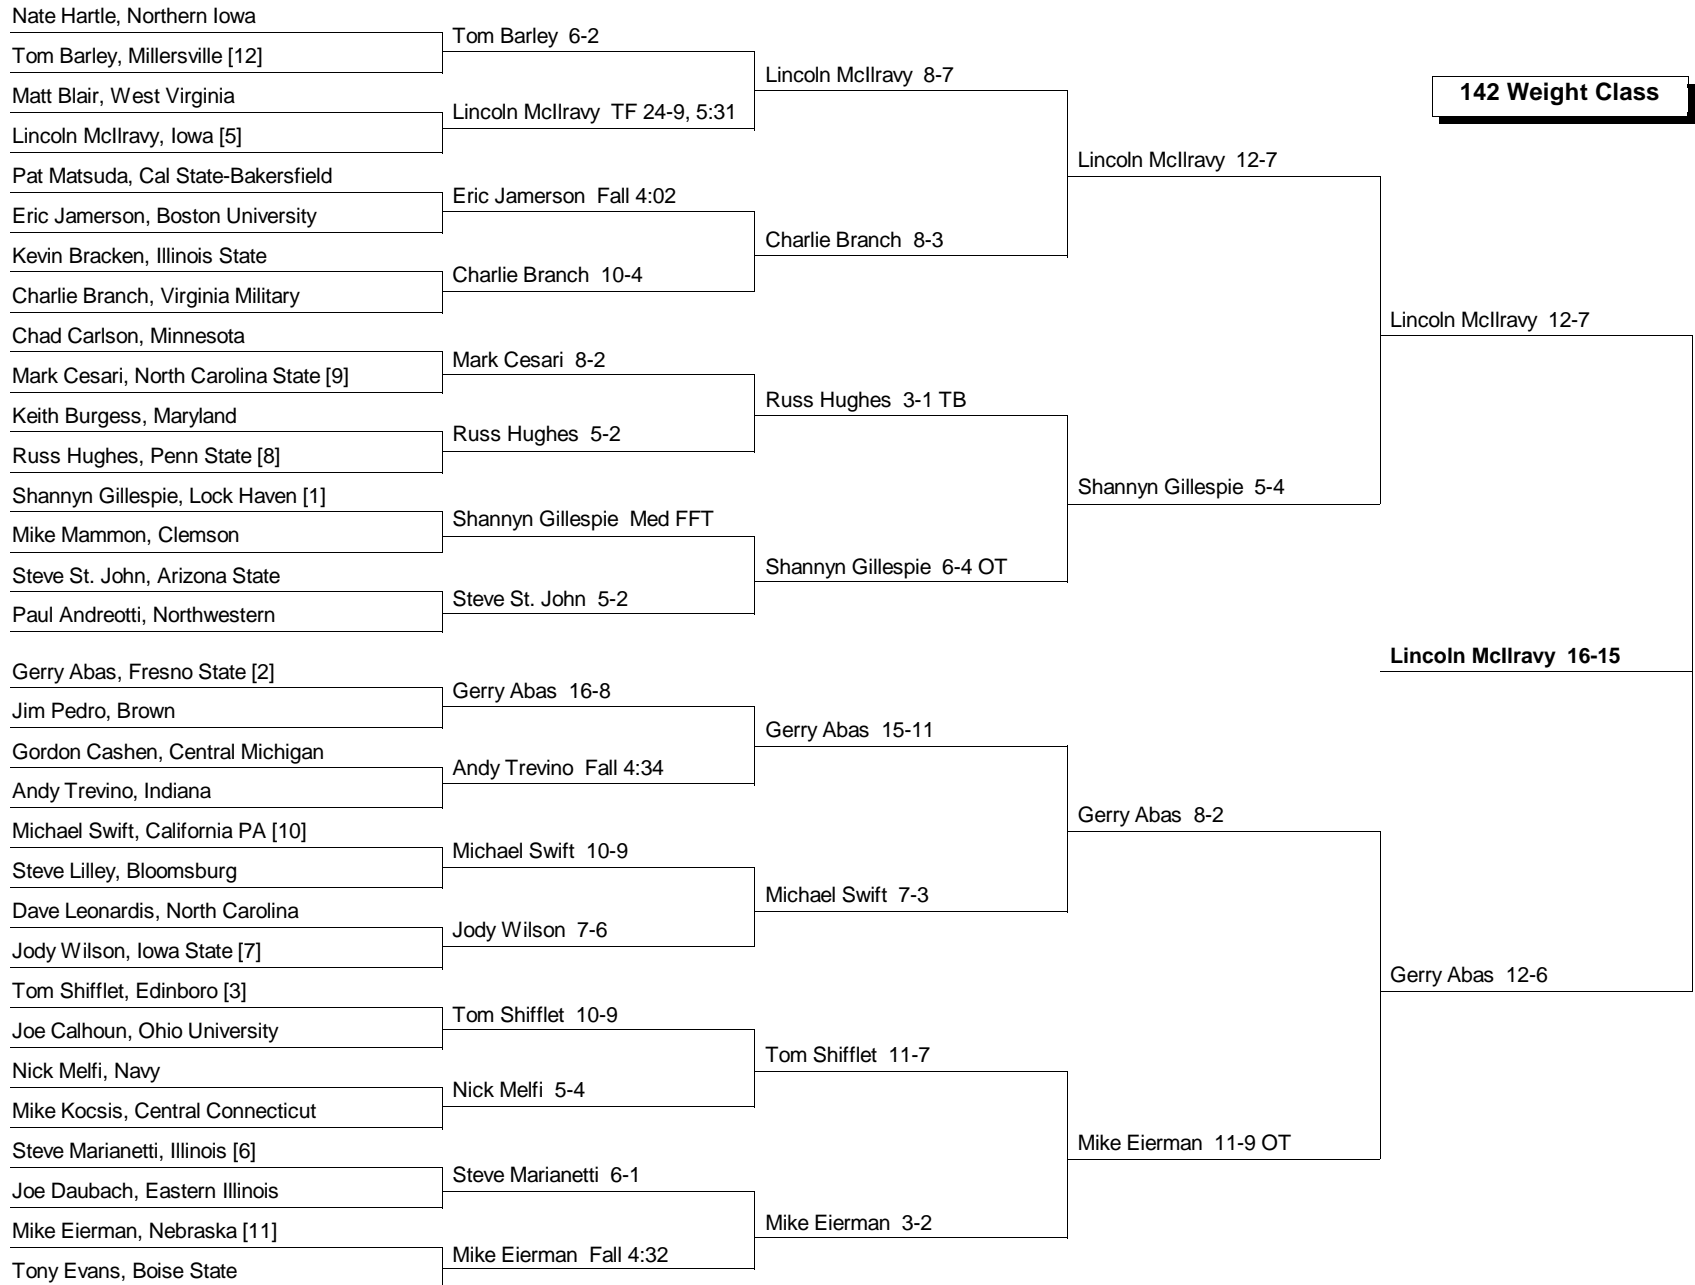 142 Weight Class
Nate Hartle, Northern Iowa
Tom Barley, Millersville [12]
Matt Blair, West Virginia
Lincoln McIlravy, Iowa [5]
Pat Matsuda, Cal State-Bakersfield
Eric Jamerson, Boston University
Kevin Bracken, Illinois State
Charlie Branch, Virginia Military
Chad Carlson, Minnesota
Mark Cesari, North Carolina State [9]
Keith Burgess, Maryland
Russ Hughes, Penn State [8]
Shannyn Gillespie, Lock Haven [1]
Mike Mammon, Clemson
Steve St. John, Arizona State
Paul Andreotti, Northwestern
Gerry Abas, Fresno State [2]
Jim Pedro, Brown
Gordon Cashen, Central Michigan
Andy Trevino, Indiana
Michael Swift, California PA [10]
Steve Lilley, Bloomsburg
Dave Leonardis, North Carolina
Jody Wilson, Iowa State [7]
Tom Shifflet, Edinboro [3]
Joe Calhoun, Ohio University
Nick Melfi, Navy
Mike Kocsis, Central Connecticut
Steve Marianetti, Illinois [6]
Joe Daubach, Eastern Illinois
Mike Eierman, Nebraska [11]
Tony Evans, Boise State
Tom Barley 6-2
Lincoln McIlravy TF 24-9, 5:31
Eric Jamerson Fall 4:02
Charlie Branch 10-4
Mark Cesari 8-2
Russ Hughes 5-2
Shannyn Gillespie Med FFT
Steve St. John 5-2
Gerry Abas 16-8
Andy Trevino Fall 4:34
Michael Swift 10-9
Jody Wilson 7-6
Tom Shifflet 10-9
Nick Melfi 5-4
Steve Marianetti 6-1
Mike Eierman Fall 4:32
Lincoln McIlravy 8-7
Charlie Branch 8-3
Russ Hughes 3-1 TB
Shannyn Gillespie 6-4 OT
Gerry Abas 15-11
Michael Swift 7-3
Tom Shifflet 11-7
Mike Eierman 3-2
Lincoln McIlravy 12-7
Shannyn Gillespie 5-4
Gerry Abas 8-2
Mike Eierman 11-9 OT
Lincoln McIlravy 12-7
Gerry Abas 12-6
Lincoln McIlravy 16-15